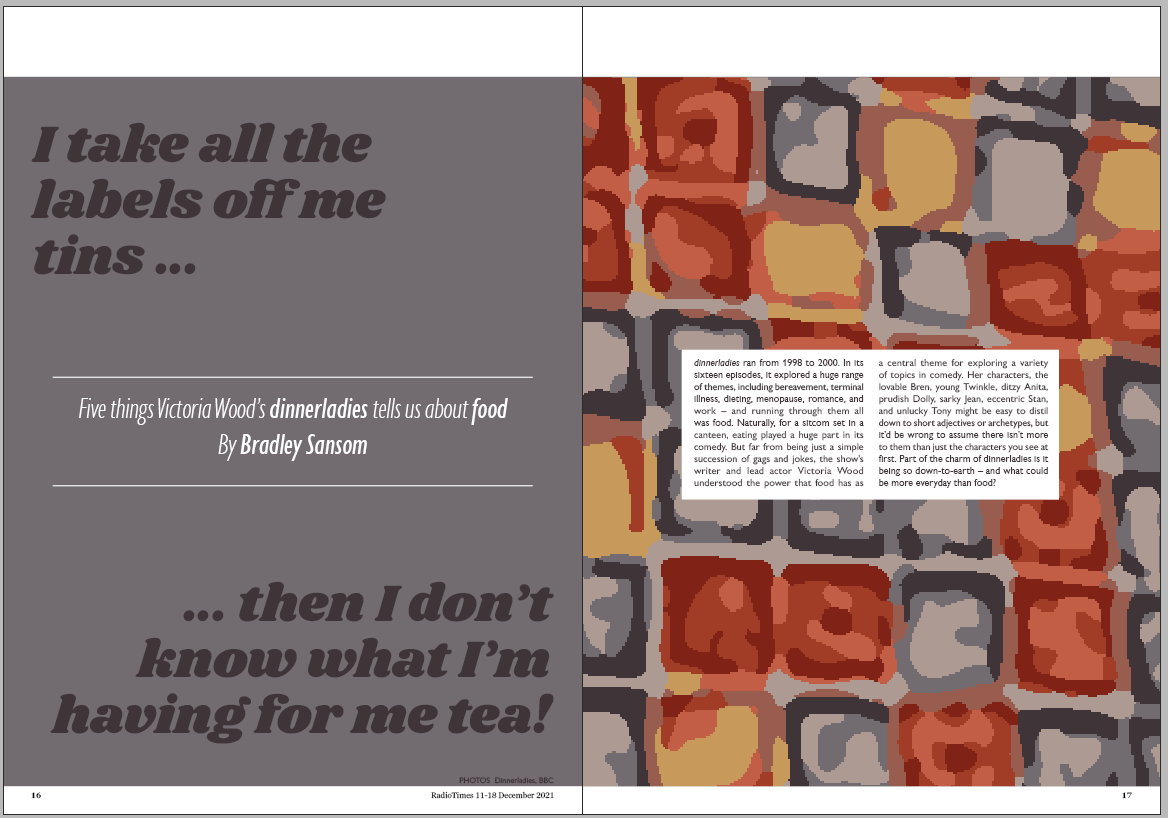 I take all the
labels off me
tins ...
Five things Victoria Wood's dinnerladies tells us about food
By Bradley Sansom
... then I don't
know what I'm
having for me tea!
PHOTOS Dinnerladies, BBC
16
RadioTimes 11-18 December 2021
dinnerladies ran from 1998 to 2000. In its
sixteen episodes, it explored a huge range
of themes, including bereavement, terminal
illness, dieting, menopause, romance, and
work – and running through them all
was food. Naturally, for a sitcom set in a
canteen, eating played a huge part in its
comedy. But far from being just a simple
succession of gags and jokes, the show's
writer and lead actor Victoria Wood
understood the power that food has as
a central theme for exploring a variety
of topics in comedy. Her characters, the
lovable Bren, young Twinkle, ditzy Anita,
prudish Dolly, sarky Jean, eccentric Stan,
and unlucky Tony might be easy to distil
down to short adjectives or archetypes, but
it'd be wrong to assume there isn't more
to them than just the characters you see at
first. Part of the charm of dinnerladies is it
being so down-to-earth – and what could
be more everyday than food?
17